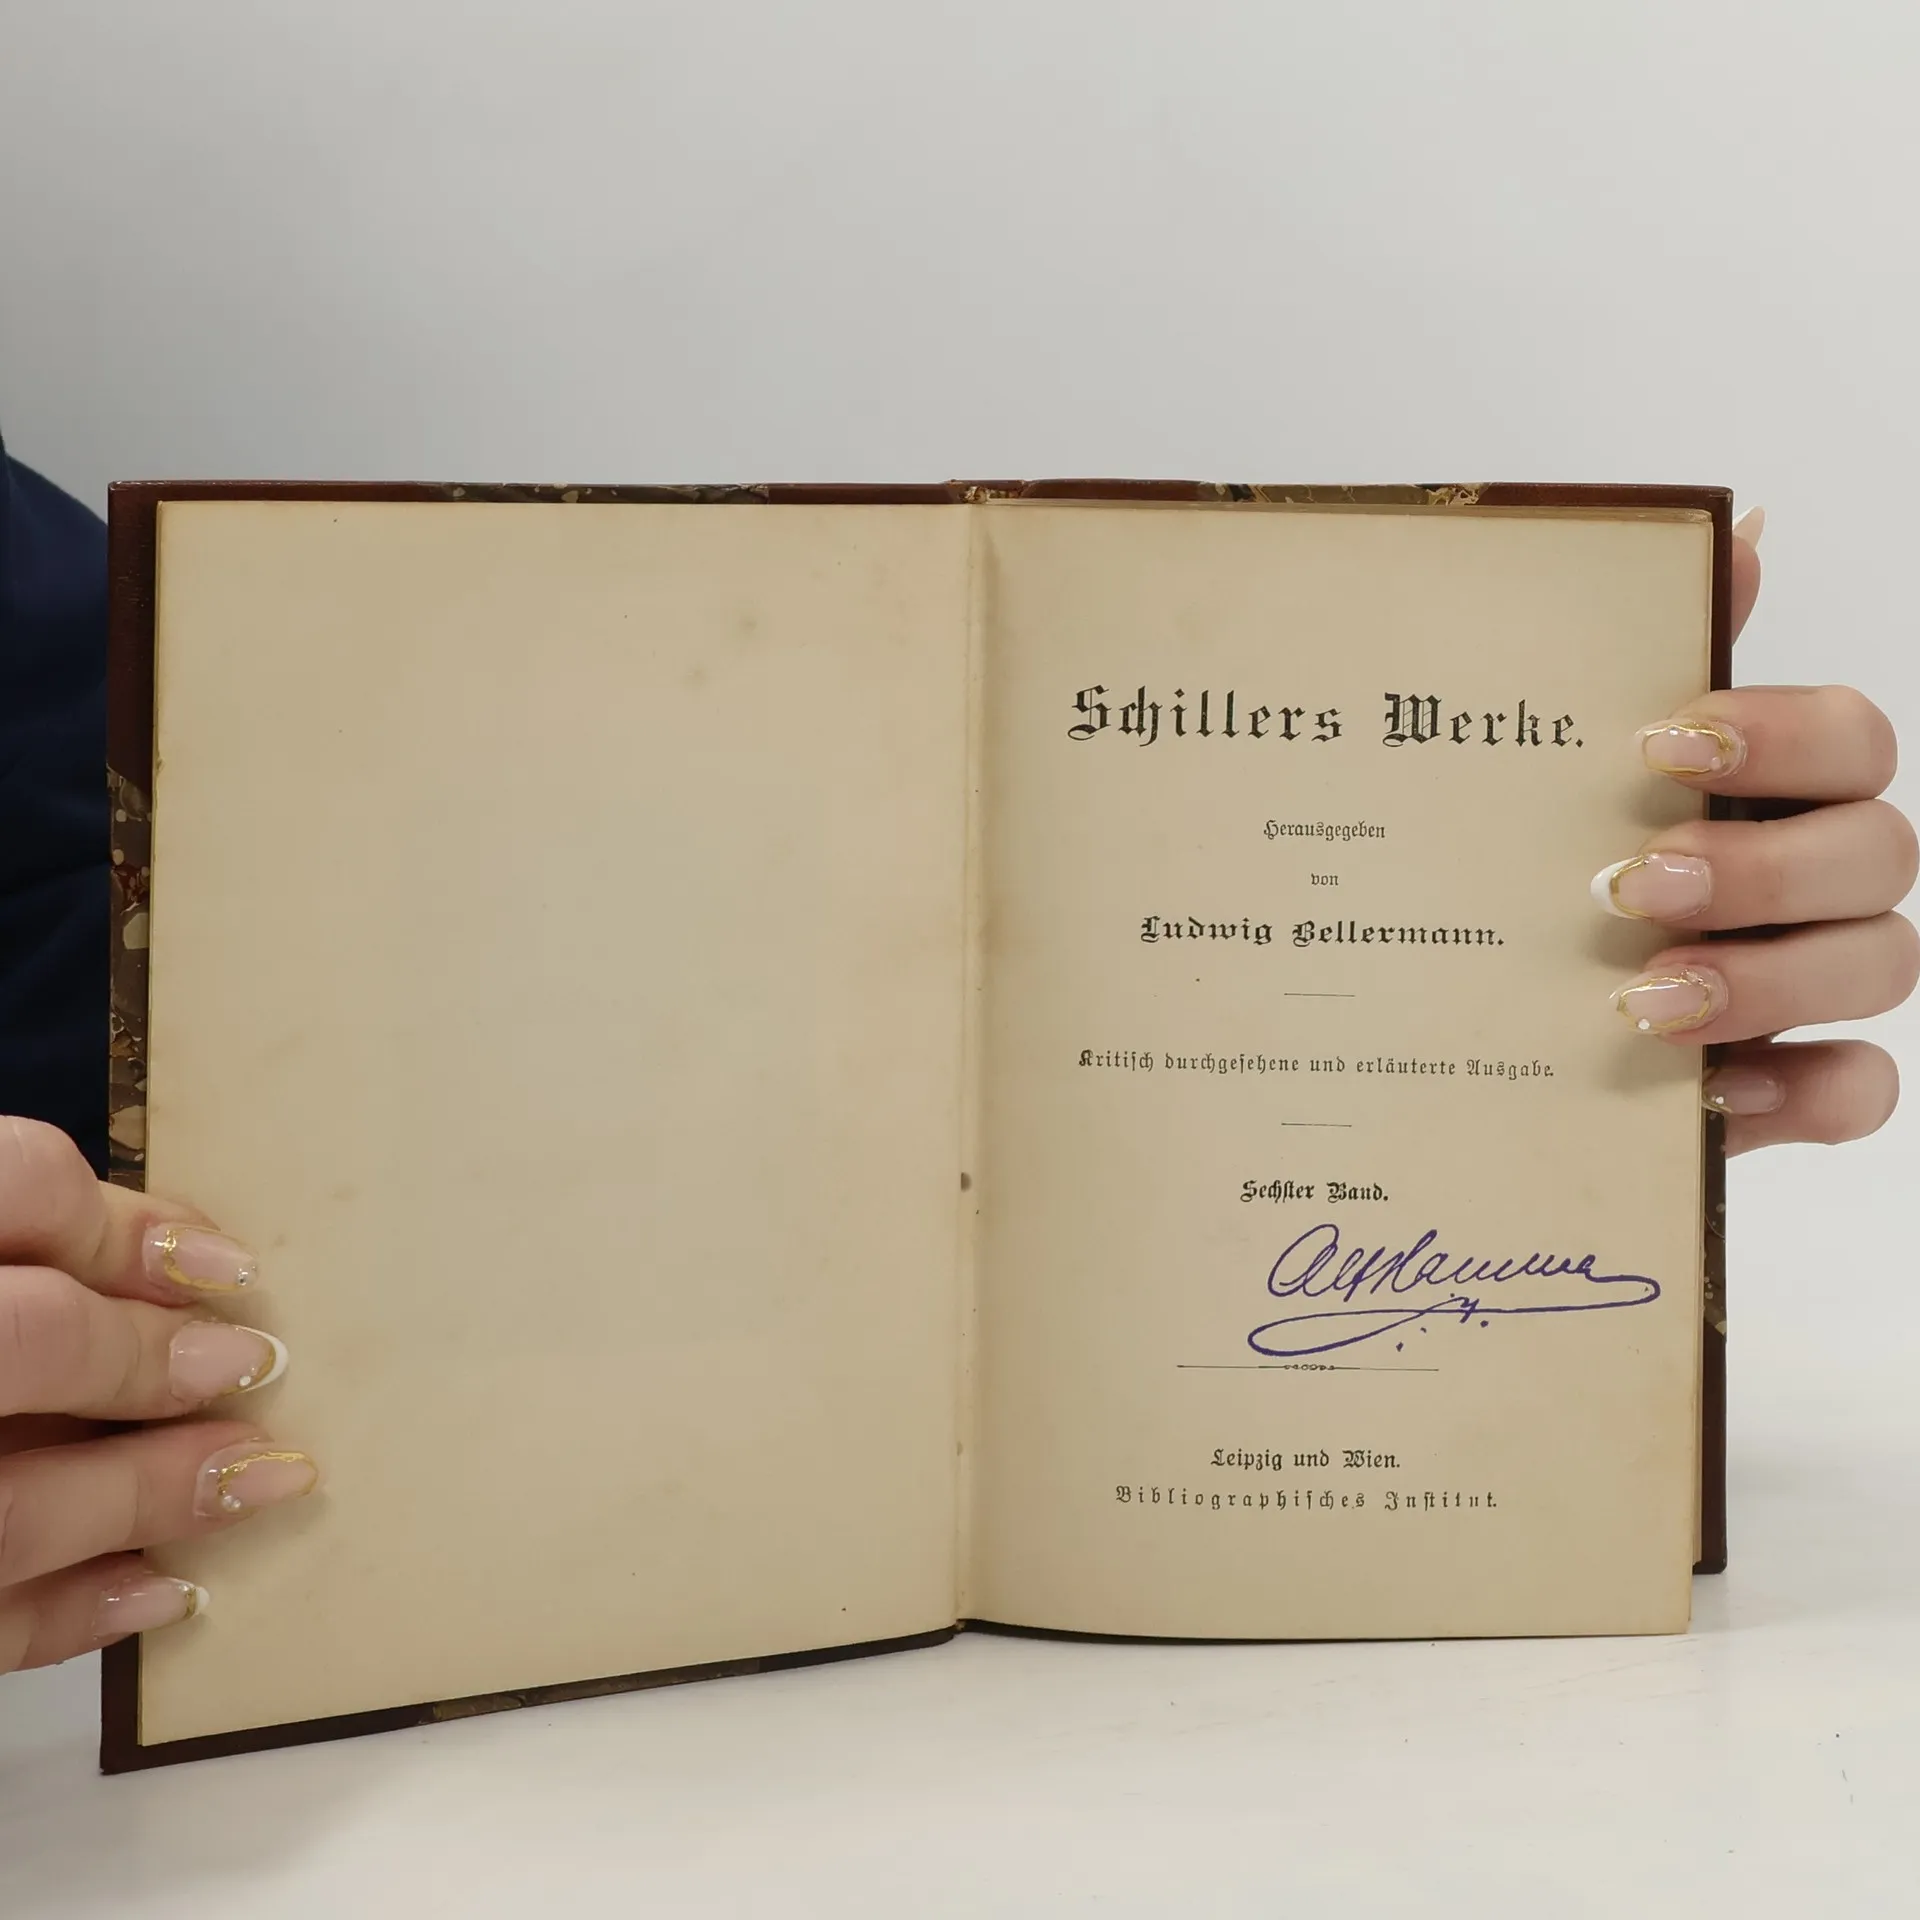 Schillers Werke.
Herausgegeben
von
Ludwig Bellermann.
Kritisch durchgesehene und erläuterte Ausgabe.
Sechster Band.
Leipzig und Wien.
Bibliographisches Institut.